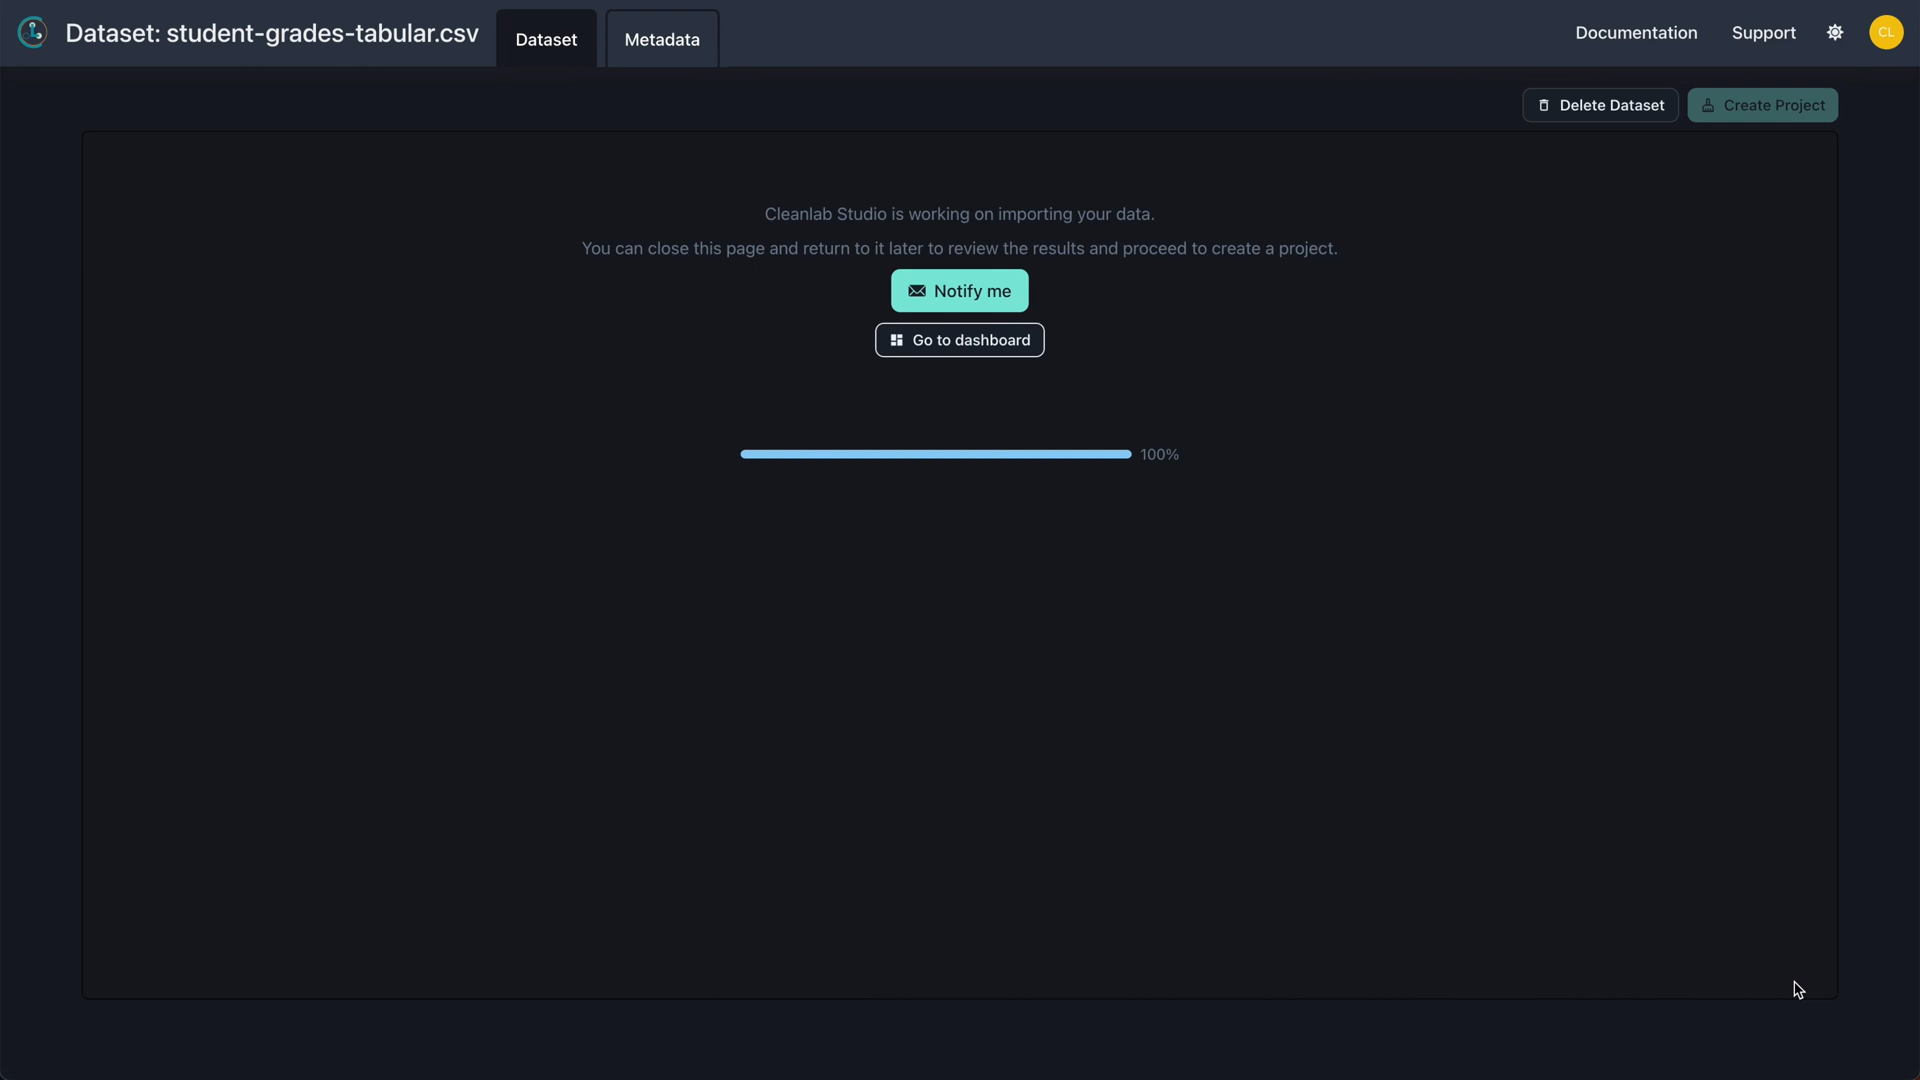 Dataset: student-grades-tabular.csv
Dataset
Metadata
Documentation
Support
CL
Delete Dataset
Create Project
Cleanlab Studio is working on importing your data.
You can close this page and return to it later to review the results and proceed to create a project.
Notify me
Go to dashboard
100%